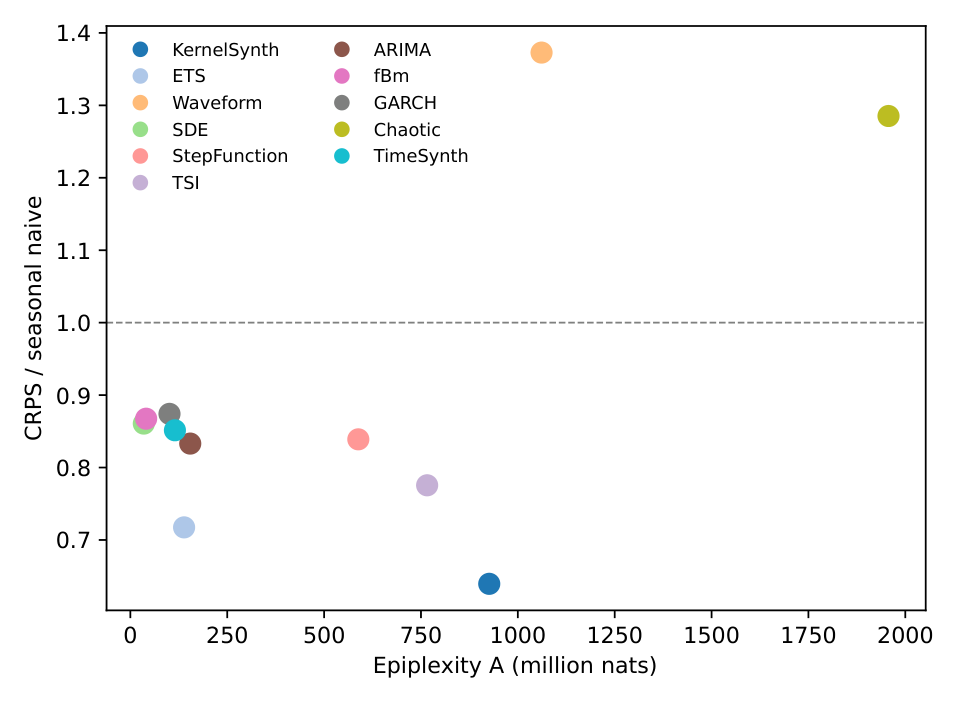 1.4
1.3
1.2
1.1
1.0
0.9
0.8
0.7
CRPS / seasonal naive
KernelSynth
ETS
Waveform
SDE
StepFunction
TSI
ARIMA
fBm
GARCH
Chaotic
TimeSynth
0 250 500 750 1000 1250 1500 1750 2000
Epiplexity A (million nats)